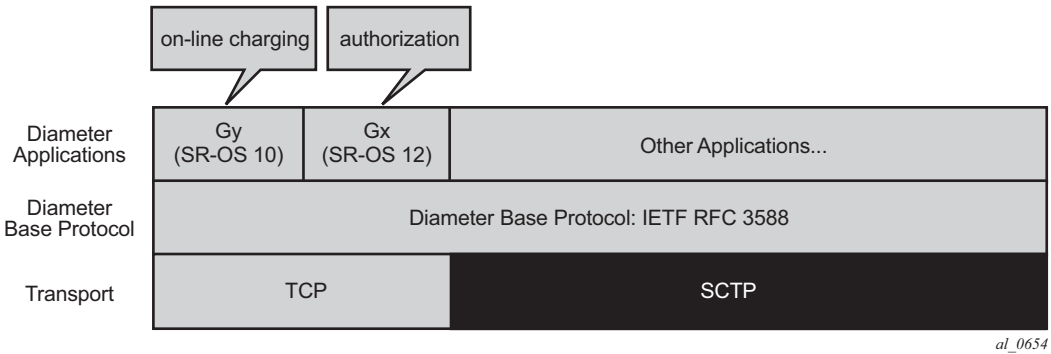 on-line charging
authorization
Diameter
Applications
Gy
(SR-OS 10)
Gx
(SR-OS 12)
Other Applications...
Diameter
Base Protocol
Diameter Base Protocol: IETF RFC 3588
Transport
TCP
SCTP
al_0654